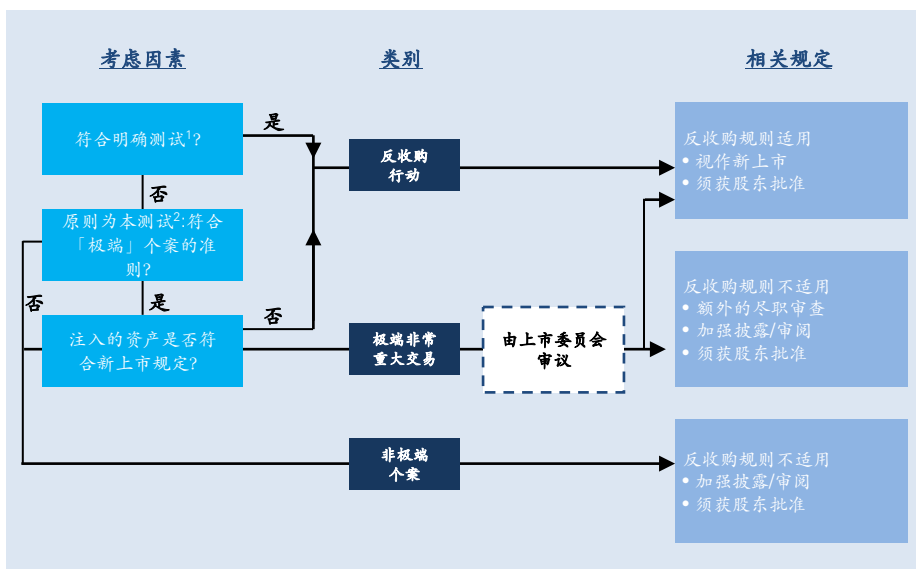 考虑因素
类别
相关规定
符合明确测试1?
是
否
原则为本测试2:符合
「极端」个案的准
则?
否
是
注入的资产是否符
合新上市规定?
否
反收购
行动
极端非常
重大交易
由上市委员会
审议
非极端
个案
反收购规则适用
• 视作新上市
• 须获股东批准
反收购规则不适用
• 额外的尽职审查
• 加强披露/审阅
• 须获股东批准
反收购规则不适用
• 加强披露/审阅
• 须获股东批准